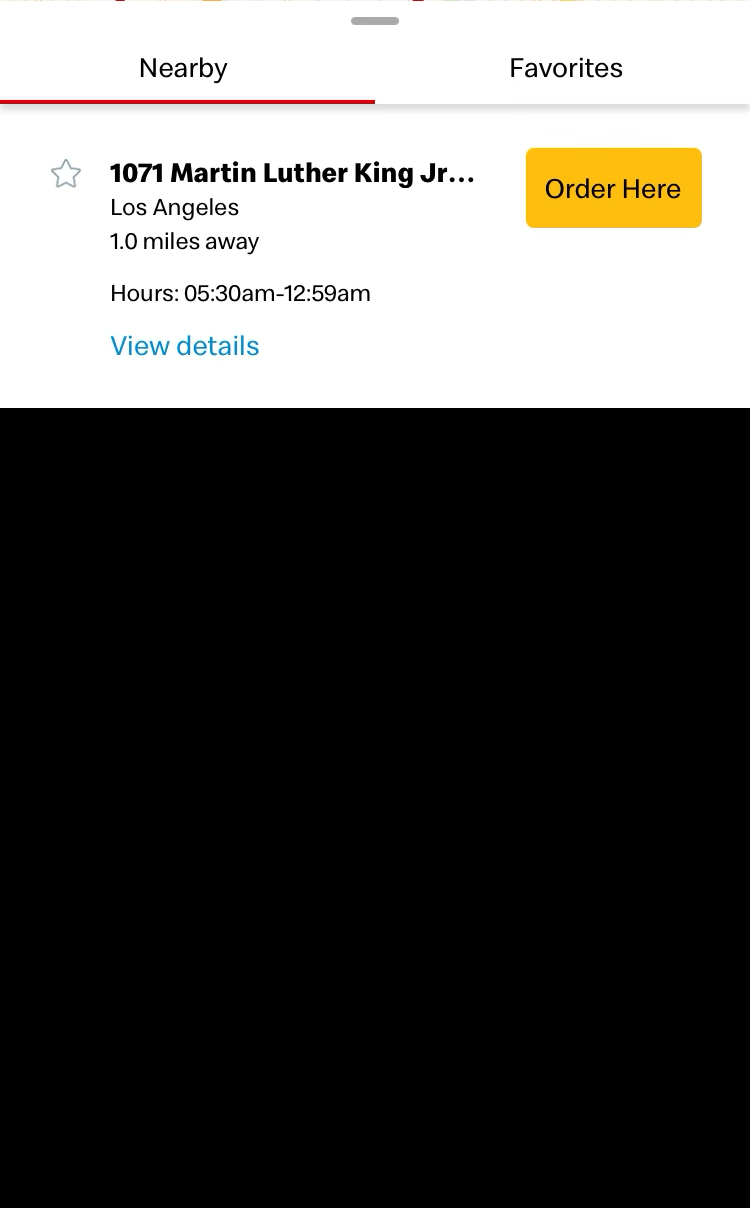 Nearby
Favorites
1071 Martin Luther King Jr...
Order Here
Los Angeles
1.0 miles away
Hours: 05:30am-12:59am
View details